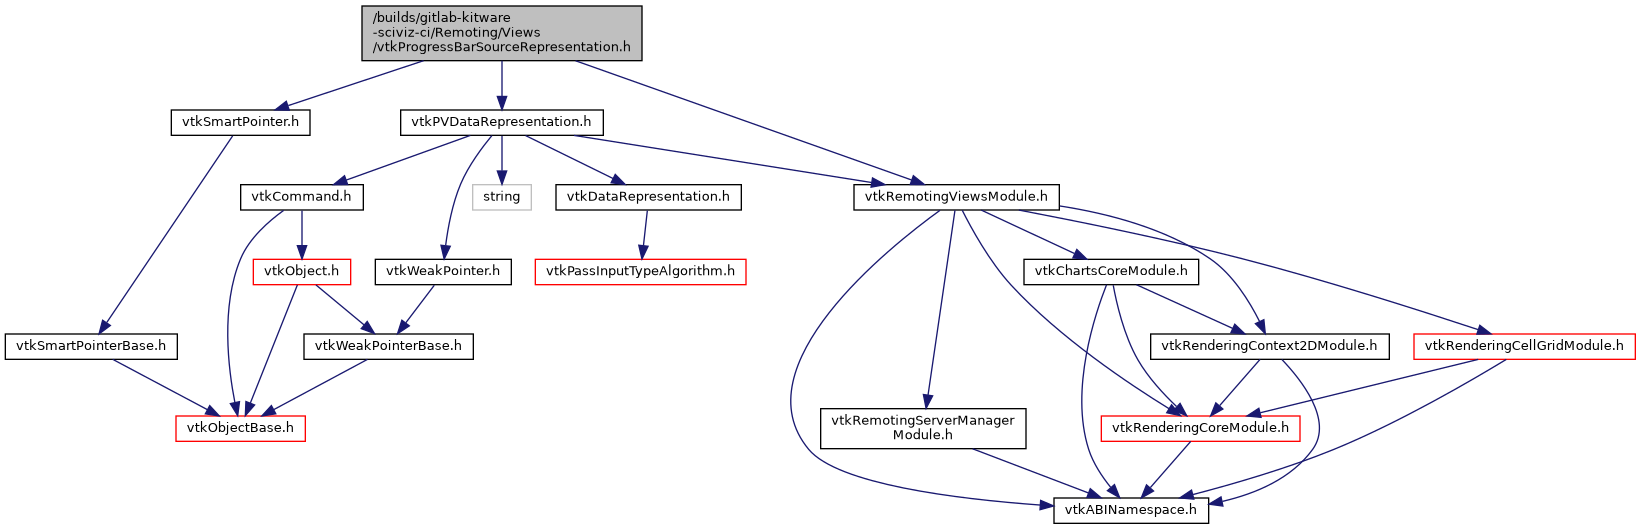 /builds/gitlab-kitware
-sciviz-ci/Remoting/Views
/vtkProgressBarSourceRepresentation.h
vtkSmartPointer.h
vtkPVDataRepresentation.h
vtkCommand.h
string
vtkDataRepresentation.h
vtkRemotingViewsModule.h
vtkObject.h
vtkWeakPointer.h
vtkPassInputTypeAlgorithm.h
vtkChartsCoreModule.h
vtkSmartPointerBase.h
vtkWeakPointerBase.h
vtkRenderingContext2DModule.h
vtkRenderingCellGridModule.h
vtkObjectBase.h
vtkRemotingServerManager
Module.h
vtkRenderingCoreModule.h
vtkABINamespace.h